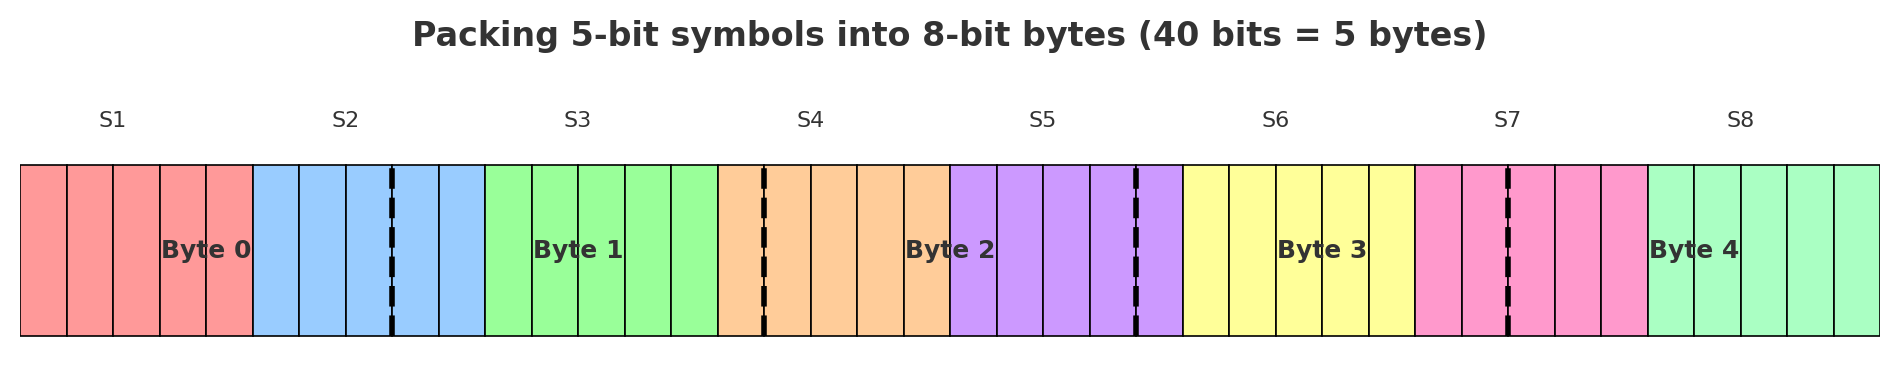 Packing 5-bit symbols into 8-bit bytes (40 bits = 5 bytes)
S1 S2 S3 S4 S5 S6 S7 S8
Byte 0 Byte 1 Byte 2 Byte 3 Byte 4